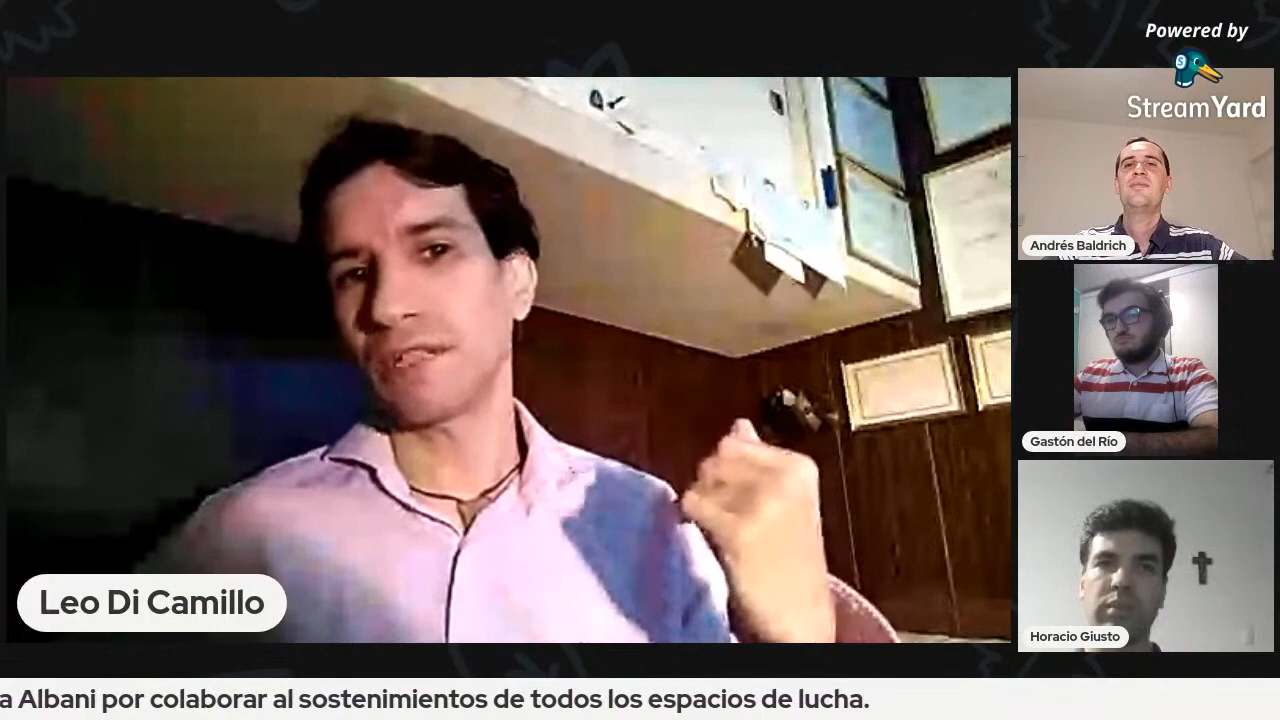 Powered by
StreamYard
Andrés Baldrich
Gastón del Río
Horacio Giusto
Leo Di Camillo
a Albani por colaborar al sostenimientos de todos los espacios de lucha.